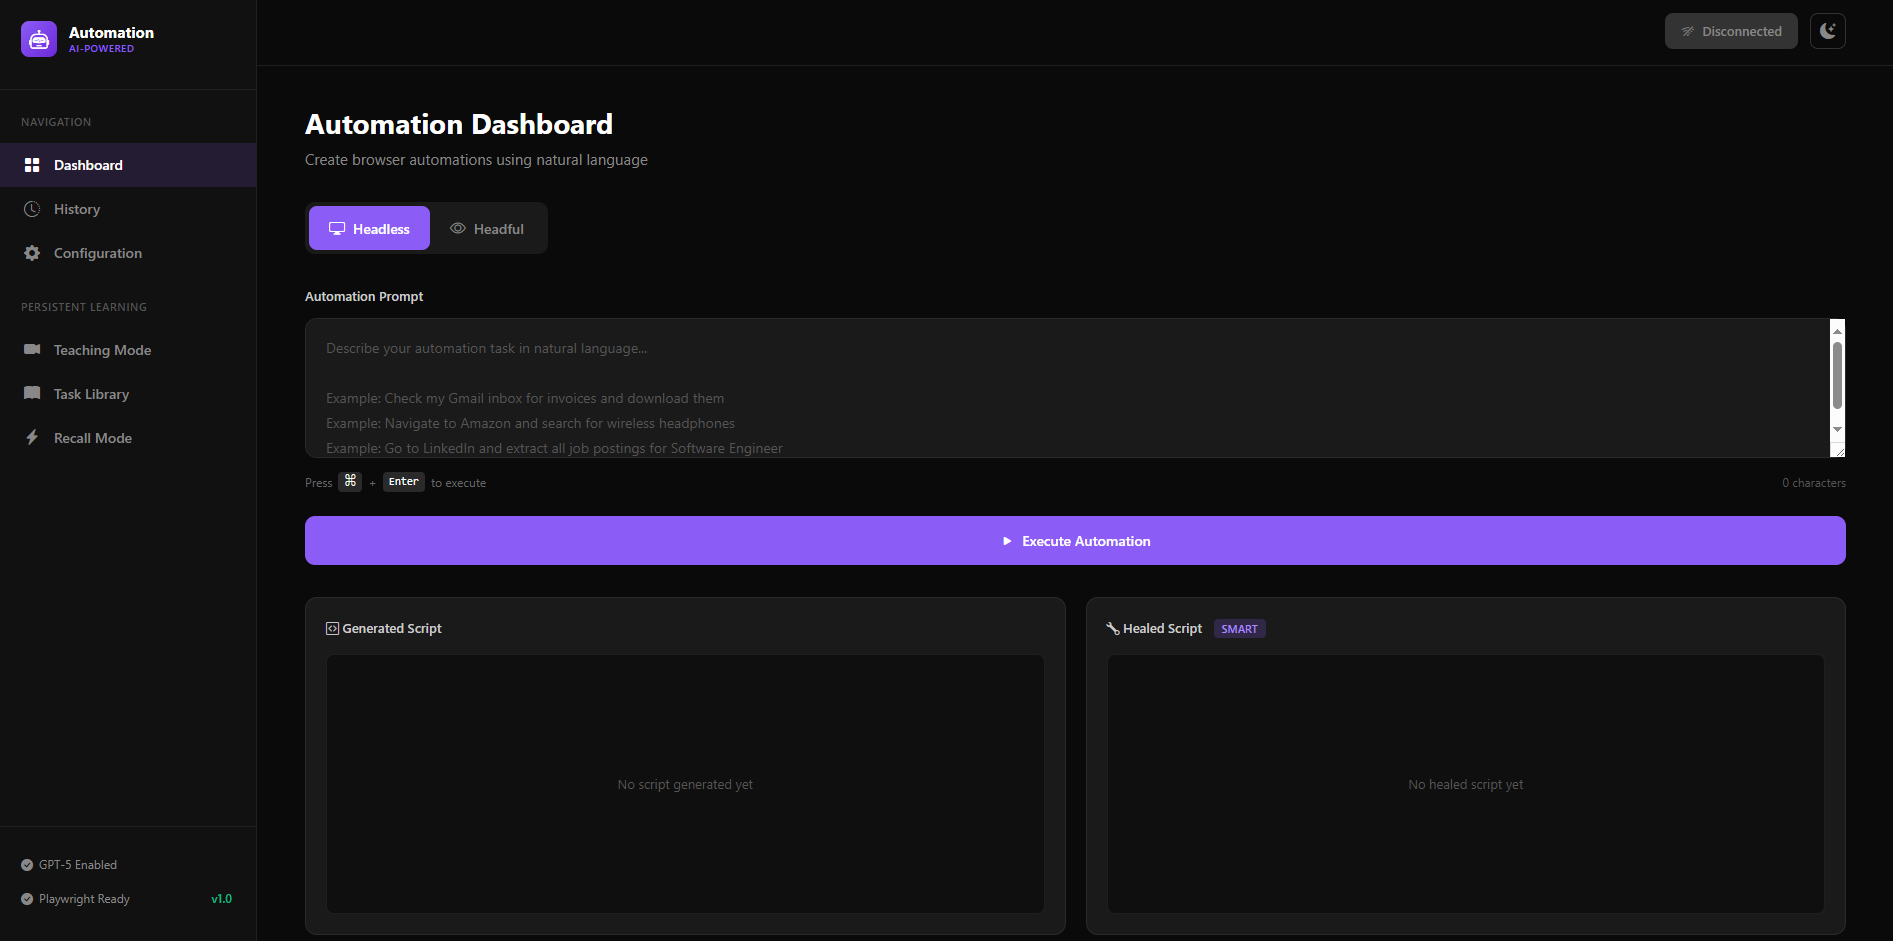 Automation
AI-POWERED
Disconnected
NAVIGATION
Dashboard
History
Configuration
PERSISTENT LEARNING
Teaching Mode
Task Library
Recall Mode
GPT-5 Enabled
Playwright Ready v1.0
Automation Dashboard
Create browser automations using natural language
Headless Headful
Automation Prompt
Describe your automation task in natural language...
Example: Check my Gmail inbox for invoices and download them
Example: Navigate to Amazon and search for wireless headphones
Example: Go to LinkedIn and extract all job postings for Software Engineer
Press ⌘ + Enter to execute 0 characters
Execute Automation
Generated Script
No script generated yet
Healed Script SMART
No healed script yet